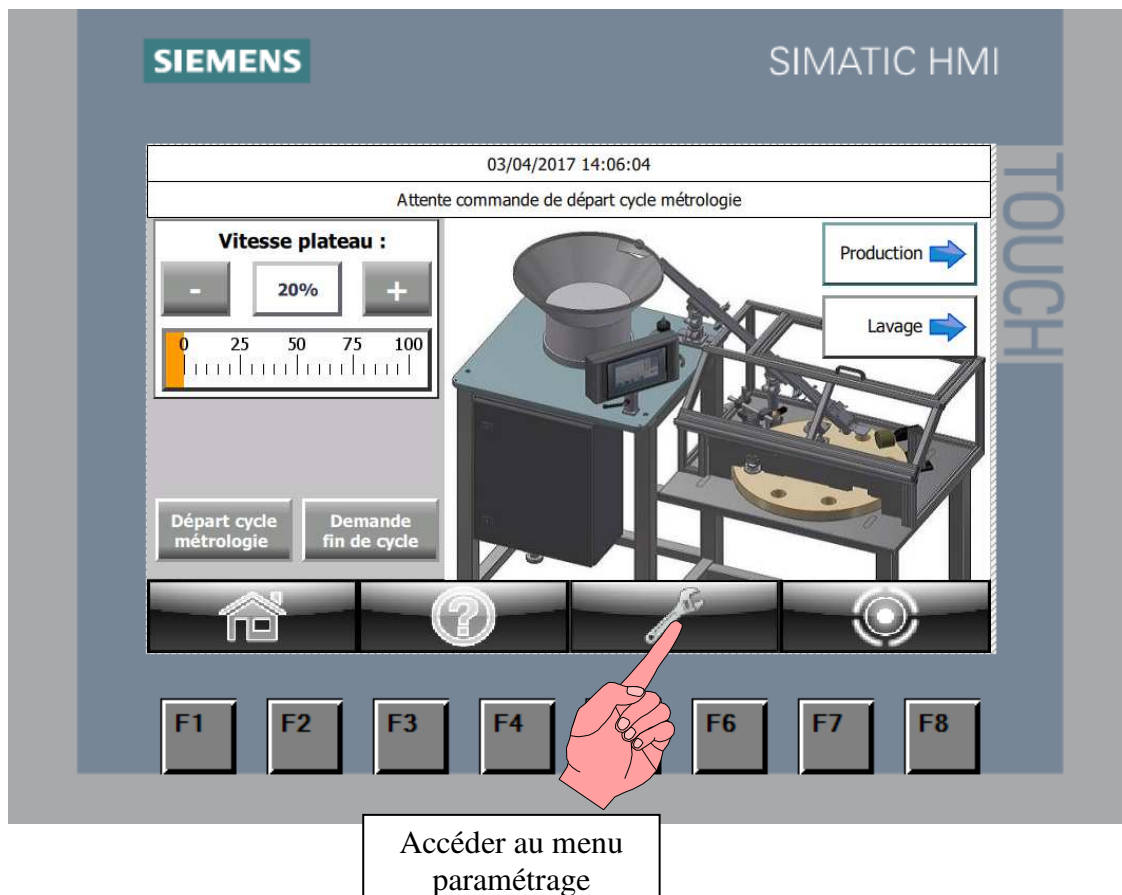 SIEMENS
SIMATIC HMI
TOUCH
03/04/2017 14:06:04
Attente commande de départ cycle métrologie
Vitesse plateau :
- 20% +
0 25 50 75 100
Production
Lavage
Départ cycle
métrologie
Demande
fin de cycle
?
F1 F2 F3 F4 F6 F7 F8
Accéder au menu
paramétrage